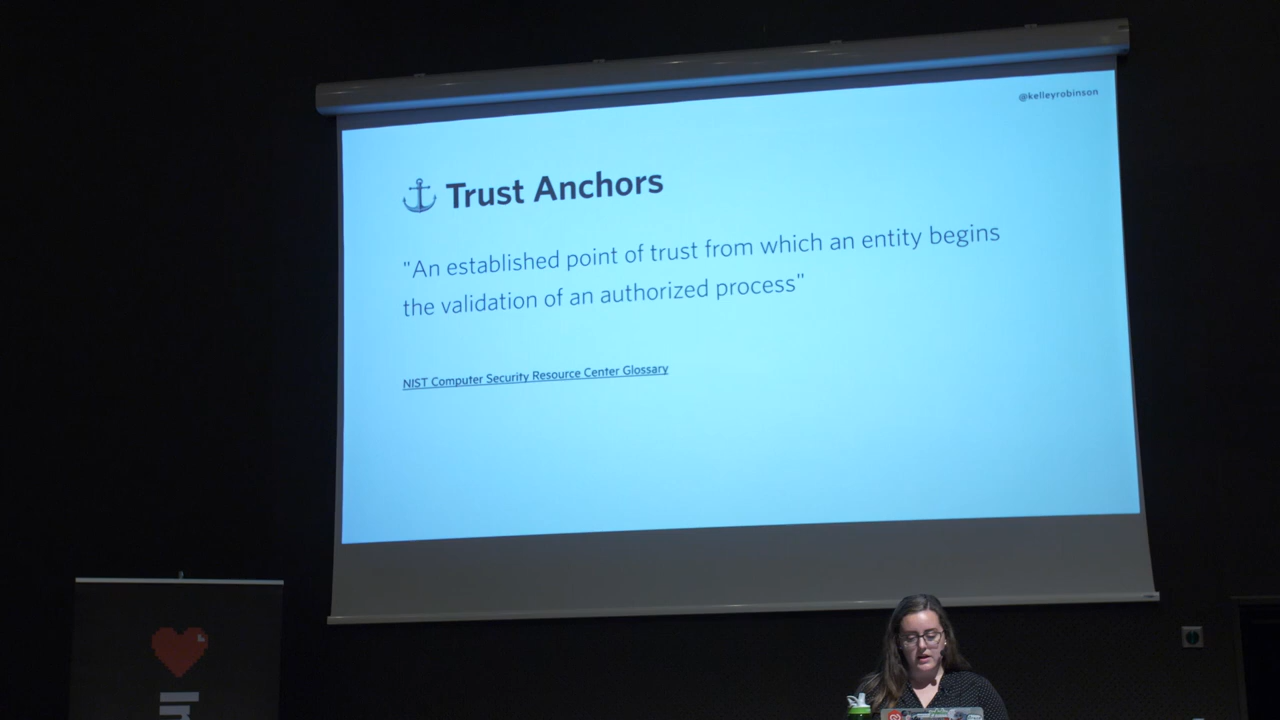 @kelleyrobinson
⚓ Trust Anchors
"An established point of trust from which an entity begins
the validation of an authorized process"
NIST Computer Security Resource Center Glossary